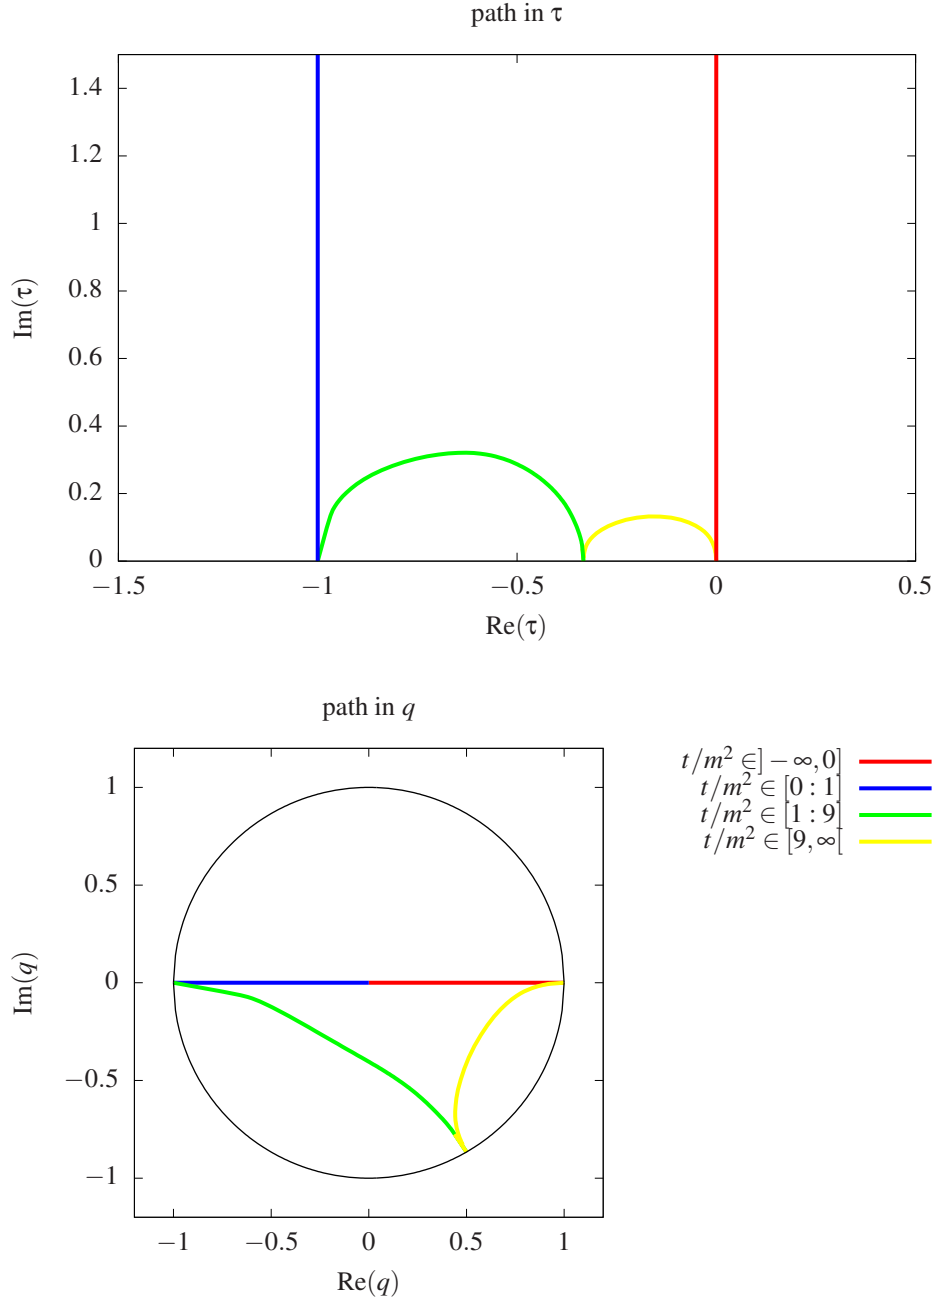 path in τ
1.4
1.2
1
0.8
0.6
0.4
0.2
0
−1.5
−1
−0.5
0
0.5
Im(τ)
Re(τ)
path in q
1
0.5
0
−0.5
−1
−1
−0.5
0
0.5
1
Im(q)
Re(q)
t/m² ∈] − ∞,0]
t/m² ∈ [0 : 1]
t/m² ∈ [1 : 9]
t/m² ∈ [9,∞[